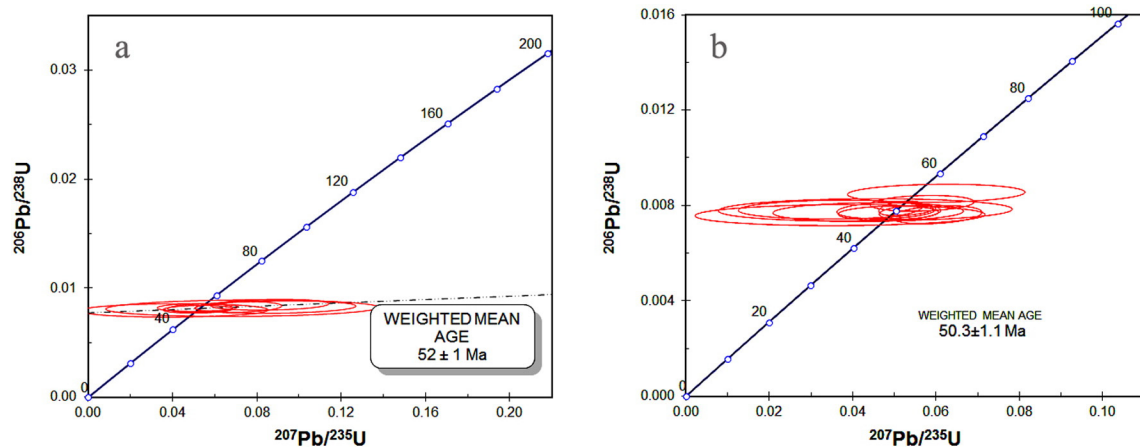 a
0.03
0.02
0.01
0.00
206Pb/238U
0
40
80
120
160
200
WEIGHTED MEAN
AGE
52 ± 1 Ma
0.00 0.04 0.08 0.12 0.16 0.20
207Pb/235U
b
0.016
0.012
0.008
0.004
0.000
206Pb/238U
0
20
40
60
80
100
WEIGHTED MEAN AGE
50.3±1.1 Ma
0.00 0.02 0.04 0.06 0.08 0.10
207Pb/235U